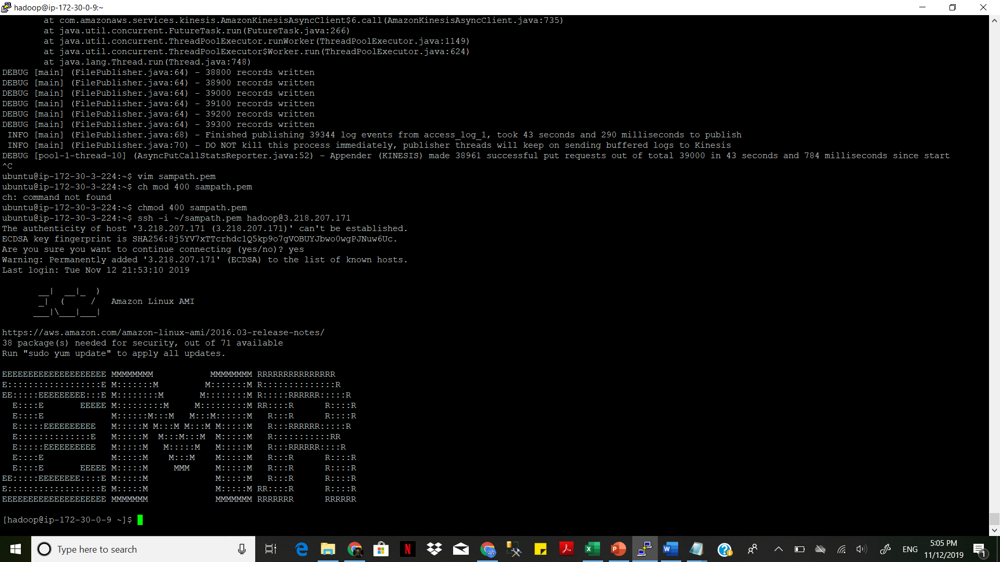 hadoop@ip-172-30-0-9:~
        at com.amazonaws.services.kinesis.AmazonKinesisAsyncClient$6.call(AmazonKinesisAsyncClient.java:735)
        at java.util.concurrent.FutureTask.run(FutureTask.java:266)
        at java.util.concurrent.ThreadPoolExecutor.runWorker(ThreadPoolExecutor.java:1149)
        at java.util.concurrent.ThreadPoolExecutor$Worker.run(ThreadPoolExecutor.java:624)
        at java.lang.Thread.run(Thread.java:748)
DEBUG [main] (FilePublisher.java:64) - 38800 records written
DEBUG [main] (FilePublisher.java:64) - 38900 records written
DEBUG [main] (FilePublisher.java:64) - 39000 records written
DEBUG [main] (FilePublisher.java:64) - 39100 records written
DEBUG [main] (FilePublisher.java:64) - 39200 records written
DEBUG [main] (FilePublisher.java:64) - 39300 records written
 INFO [main] (FilePublisher.java:68) - Finished publishing 39344 log events from access_log_1, took 43 seconds and 290 milliseconds to publish
 INFO [main] (FilePublisher.java:70) - DO NOT kill this process immediately, publisher threads will keep on sending buffered logs to Kinesis
DEBUG [pool-1-thread-10] (AsyncPutCallStatsReporter.java:52) - Appender (KINESIS) made 38961 successful put requests out of total 39000 in 43 seconds and 784 milliseconds since start
^C
ubuntu@ip-172-30-3-224:~$ vim sampath.pem
ubuntu@ip-172-30-3-224:~$ ch mod 400 sampath.pem
ch: command not found
ubuntu@ip-172-30-3-224:~$ chmod 400 sampath.pem
ubuntu@ip-172-30-3-224:~$ ssh -i ~/sampath.pem hadoop@3.218.207.171
The authenticity of host '3.218.207.171 (3.218.207.171)' can't be established.
ECDSA key fingerprint is SHA256:8j5YV7xTTcrhdc1Q5kp9o7gVOBUYJbwo0wgPJNuw6Uc.
Are you sure you want to continue connecting (yes/no)? yes
Warning: Permanently added '3.218.207.171' (ECDSA) to the list of known hosts.
Last login: Tue Nov 12 21:53:10 2019

       __|  __|_  )
       _|  (     /   Amazon Linux AMI
      ___|\___|___|

https://aws.amazon.com/amazon-linux-ami/2016.03-release-notes/
38 package(s) needed for security, out of 71 available
Run "sudo yum update" to apply all updates.

EEEEEEEEEEEEEEEEEEEE MMMMMMMM           MMMMMMMM RRRRRRRRRRRRRRR
E::::::::::::::::::E M:::::::M         M:::::::M R::::::::::::::R
EE:::::EEEEEEEEE:::E M::::::::M       M::::::::M R:::::RRRRRR:::::R
  E::::E       EEEEE M:::::::::M     M:::::::::M RR::::R      R::::R
  E::::E             M::::::M:::M   M:::M::::::M   R:::R      R::::R
  E:::::EEEEEEEEEE   M:::::M M:::M M:::M M:::::M   R:::RRRRRR:::::R
  E::::::::::::::E   M:::::M  M:::M:::M  M:::::M   R:::::::::::RR
  E:::::EEEEEEEEEE   M:::::M   M:::::M   M:::::M   R:::RRRRRR::::R
  E::::E             M:::::M    M:::M    M:::::M   R:::R      R::::R
  E::::E       EEEEE M:::::M     MMM     M:::::M   R:::R      R::::R
EE:::::EEEEEEEE::::E M:::::M             M:::::M   R:::R      R::::R
E::::::::::::::::::E M:::::M             M:::::M RR::::R      R::::R
EEEEEEEEEEEEEEEEEEEE MMMMMMM             MMMMMMM RRRRRRR      RRRRRR

[hadoop@ip-172-30-0-9 ~]$
Type here to search
ENG
5:05 PM
11/12/2019
1